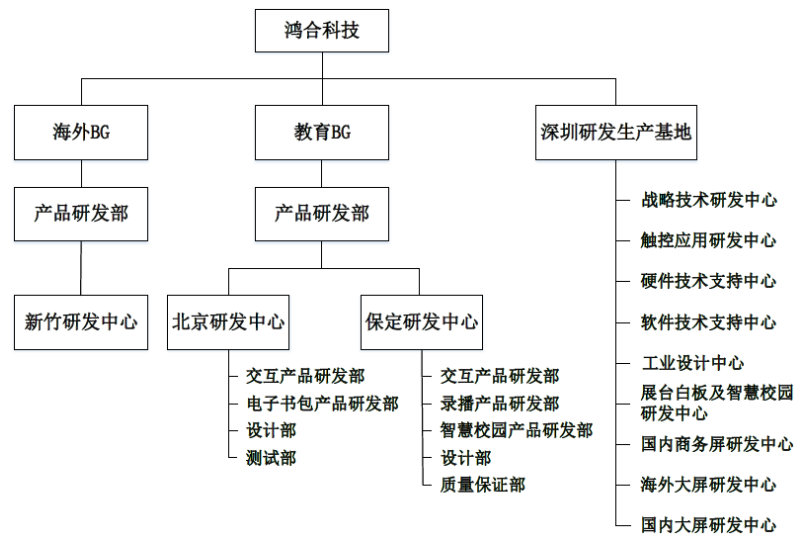 鸿合科技
海外BG
教育BG
深圳研发生产基地
产品研发部
产品研发部
新竹研发中心
北京研发中心
保定研发中心
交互产品研发部
电子书包产品研发部
设计部
测试部
交互产品研发部
录播产品研发部
智慧校园产品研发部
设计部
质量保证部
战略技术研发中心
触控应用研发中心
硬件技术支持中心
软件技术支持中心
工业设计中心
展台白板及智慧校园
研发中心
国内商务屏研发中心
海外大屏研发中心
国内大屏研发中心